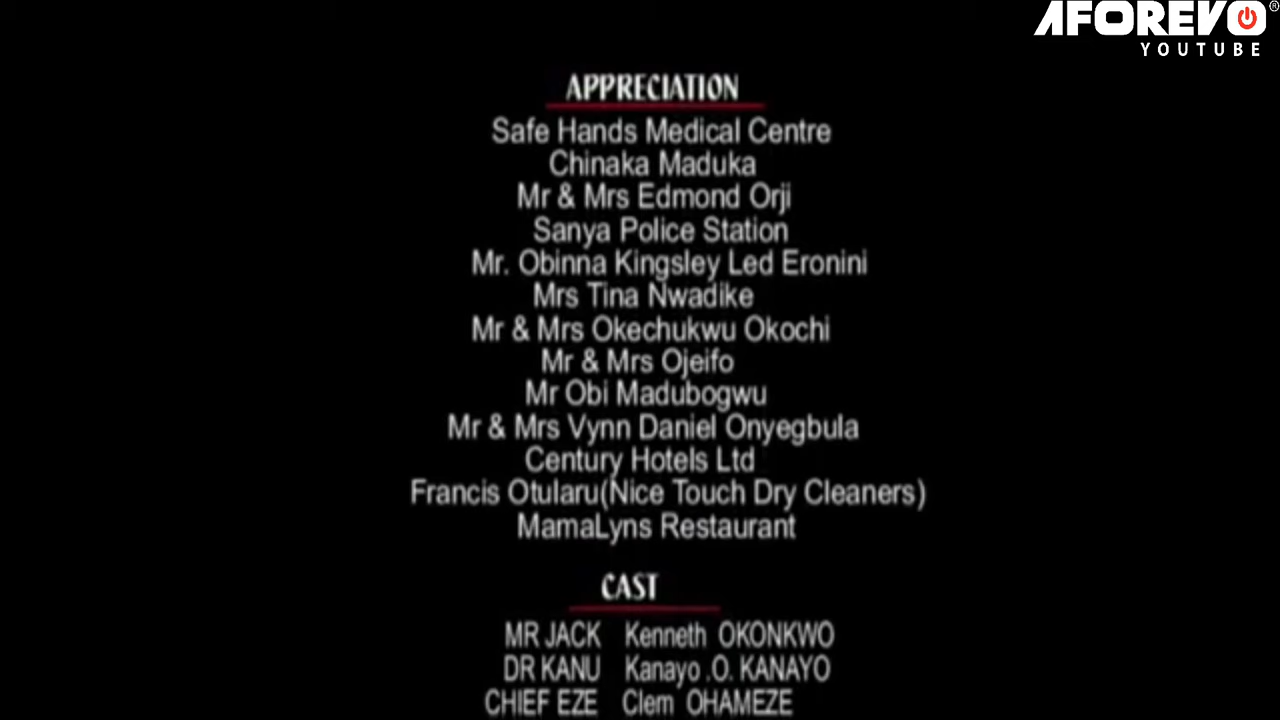 AFOREVO
YOUTUBE
APPRECIATION
Safe Hands Medical Centre
Chinaka Maduka
Mr & Mrs Edmond Orji
Sanya Police Station
Mr. Obinna Kingsley Led Eronini
Mrs Tina Nwadike
Mr & Mrs Okechukwu Okochi
Mr & Mrs Ojeifo
Mr Obi Madubogwu
Mr & Mrs Vynn Daniel Onyegbula
Century Hotels Ltd
Francis Otularu(Nice Touch Dry Cleaners)
MamaLyns Restaurant
CAST
MR JACK Kenneth OKONKWO
DR KANU Kanayo .O. KANAYO
CHIEF EZE Clem OHAMEZE